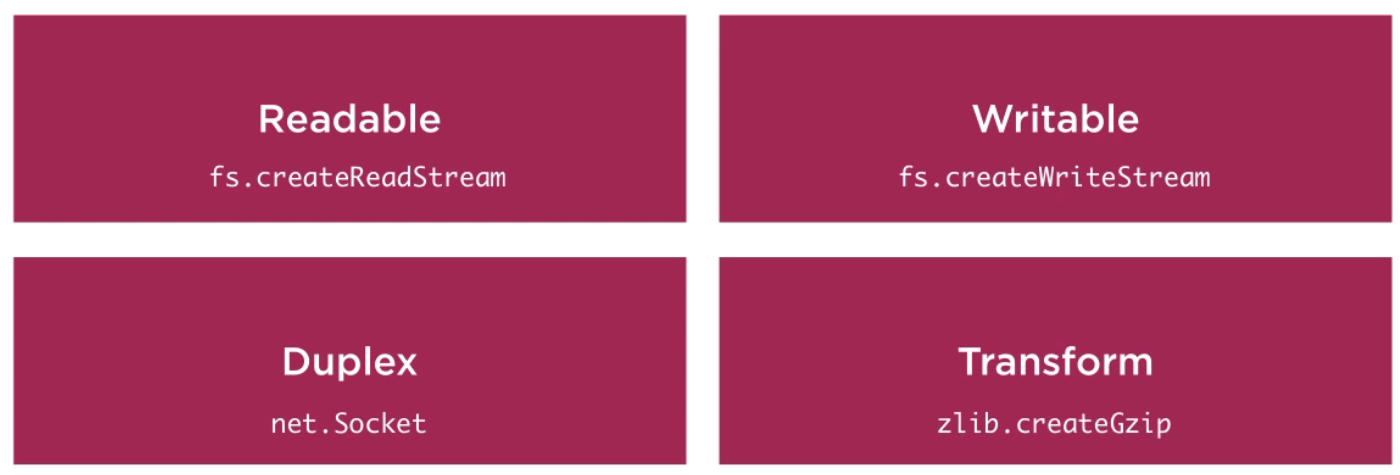 Readable
fs.createReadStream
Writable
fs.createWriteStream
Duplex
net.Socket
Transform
zlib.createGzip